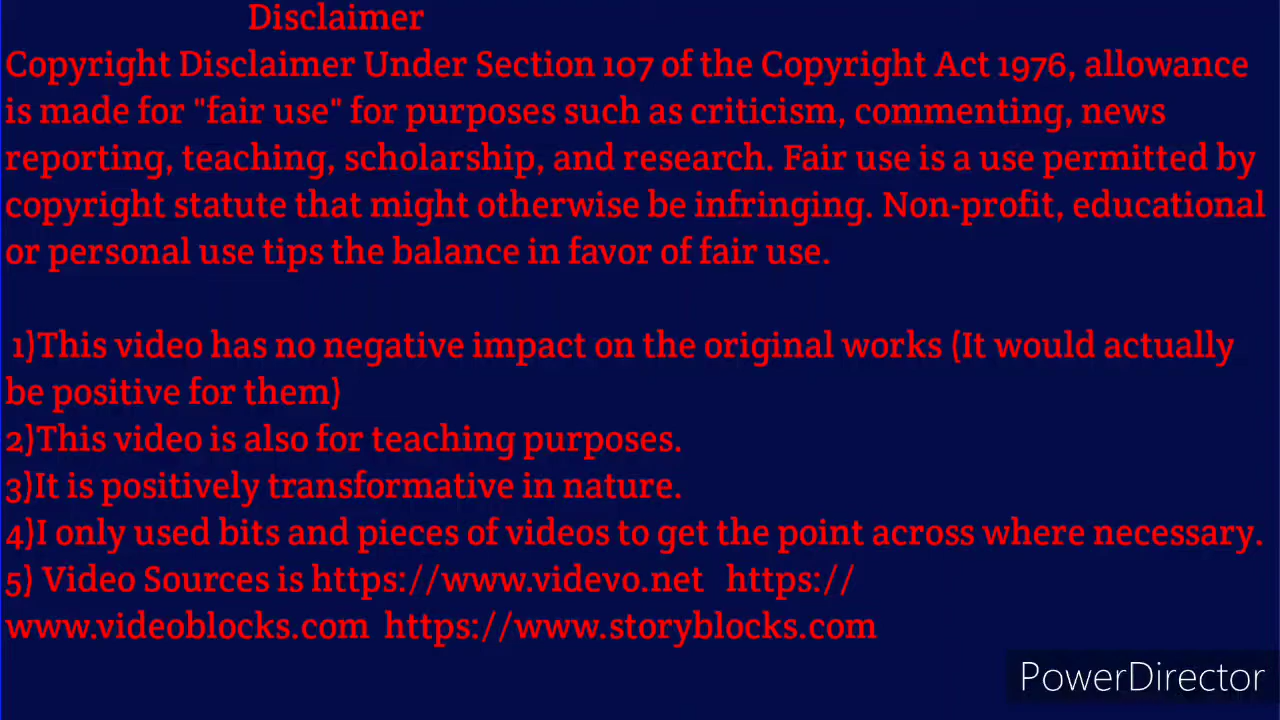 Disclaimer
Copyright Disclaimer Under Section 107 of the Copyright Act 1976, allowance
is made for "fair use" for purposes such as criticism, commenting, news
reporting, teaching, scholarship, and research. Fair use is a use permitted by
copyright statute that might otherwise be infringing. Non-profit, educational
or personal use tips the balance in favor of fair use.
1)This video has no negative impact on the original works (It would actually
be positive for them)
2)This video is also for teaching purposes.
3)It is positively transformative in nature.
4)I only used bits and pieces of videos to get the point across where necessary.
5) Video Sources is https://www.videvo.net https://
www.videoblocks.com https://www.storyblocks.com
PowerDirector